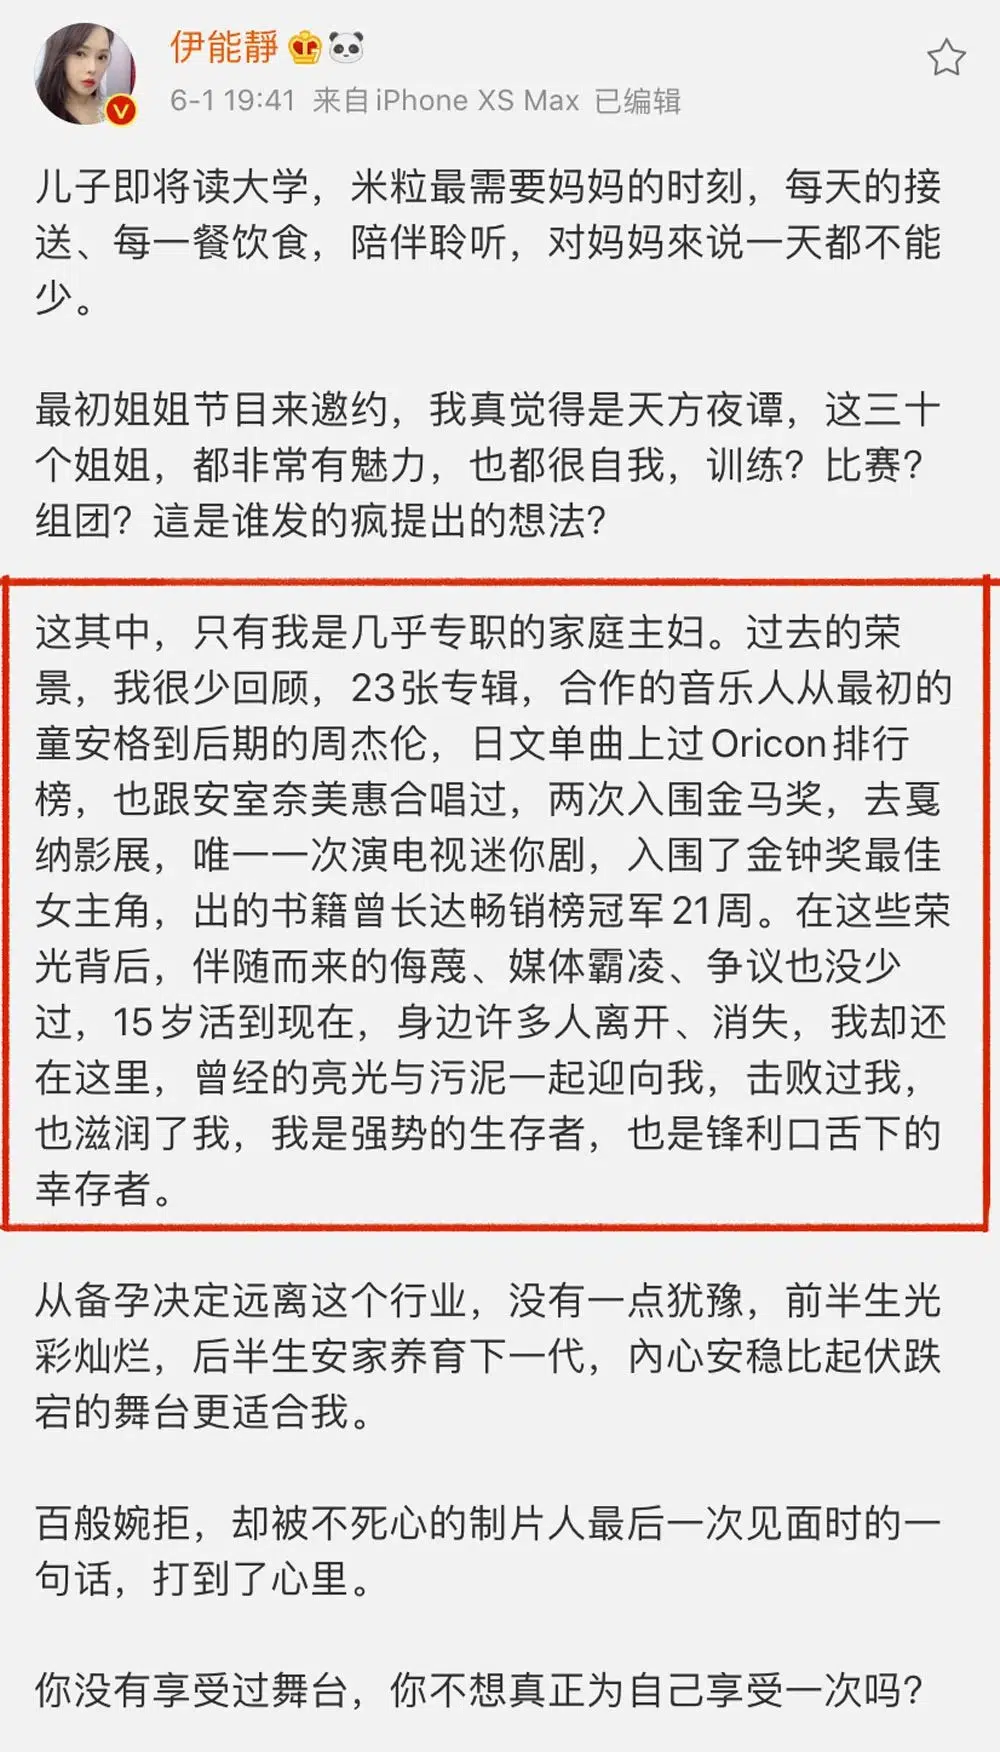 伊能靜
6-1 19:41 来自iPhone XS Max 已编辑
儿子即将读大学，米粒最需要妈妈的时刻，每天的接
送、每一餐饮食，陪伴聆听，对妈妈來说一天都不能
少。
最初姐姐节目来邀约，我真觉得是天方夜谭，这三十
个姐姐，都非常有魅力，也都很自我，训练？比赛？
组团？這是谁发的疯提出的想法？
这其中，只有我是几乎专职的家庭主妇。过去的荣
景，我很少回顾，23张专辑，合作的音乐人从最初的
童安格到后期的周杰伦，日文单曲上过Oricon排行
榜，也跟安室奈美惠合唱过，两次入围金马奖，去戛
纳影展，唯一一次演电视迷你剧，入围了金钟奖最佳
女主角，出的书籍曾长达畅销榜冠军21周。在这些荣
光背后，伴随而来的侮蔑、媒体霸凌、争议也没少
过，15岁活到现在，身边许多人离开、消失，我却还
在这里，曾经的亮光与污泥一起迎向我，击败过我，
也滋润了我，我是强势的生存者，也是锋利口舌下的
幸存者。
从备孕决定远离这个行业，没有一点犹豫，前半生光
彩灿烂，后半生安家养育下一代，內心安稳比起伏跌
宕的舞台更适合我。
百般婉拒，却被不死心的制片人最后一次见面时的一
句话，打到了心里。
你没有享受过舞台，你不想真正为自己享受一次吗？